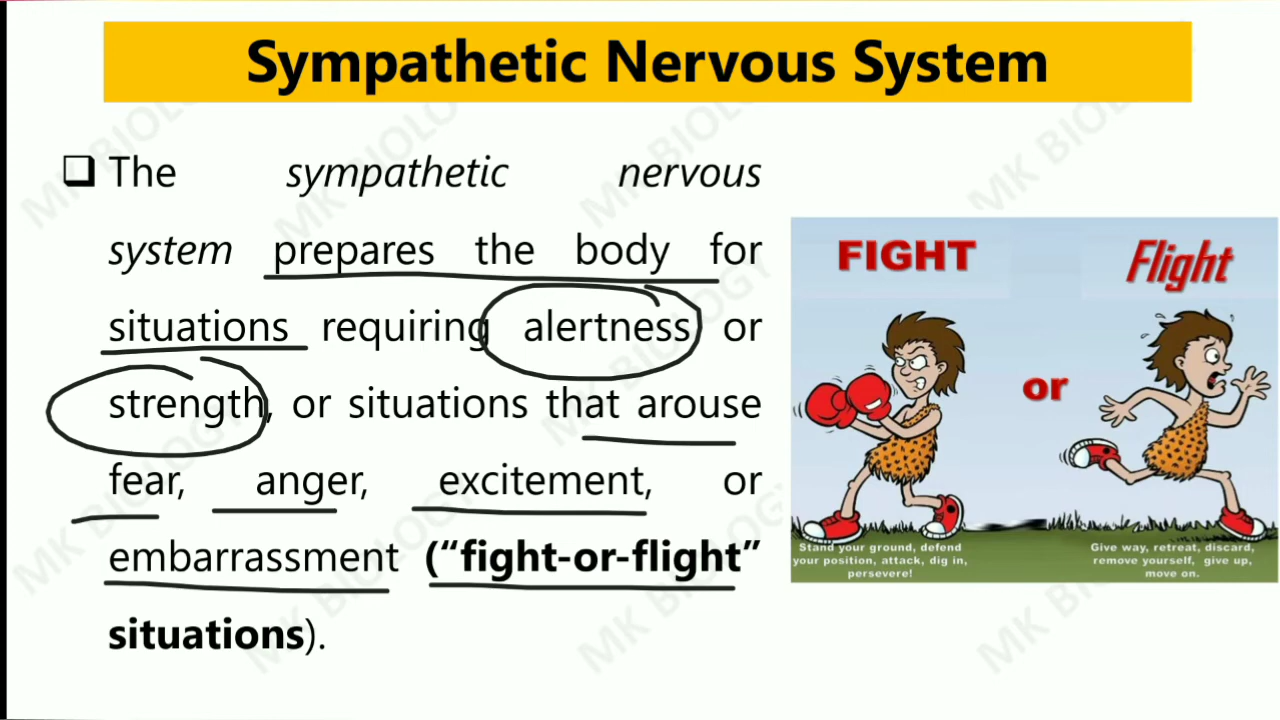 Sympathetic Nervous System
❑ The sympathetic nervous
system prepares the body for
situations requiring alertness or
strength, or situations that arouse
fear, anger, excitement, or
embarrassment (“fight-or-flight”
situations).
FIGHT
Flight
or
Stand your ground, defend
your position, attack, dig in,
persevere!
Give way, retreat, discard,
remove yourself, give up,
move on.
MK BIOLOGY